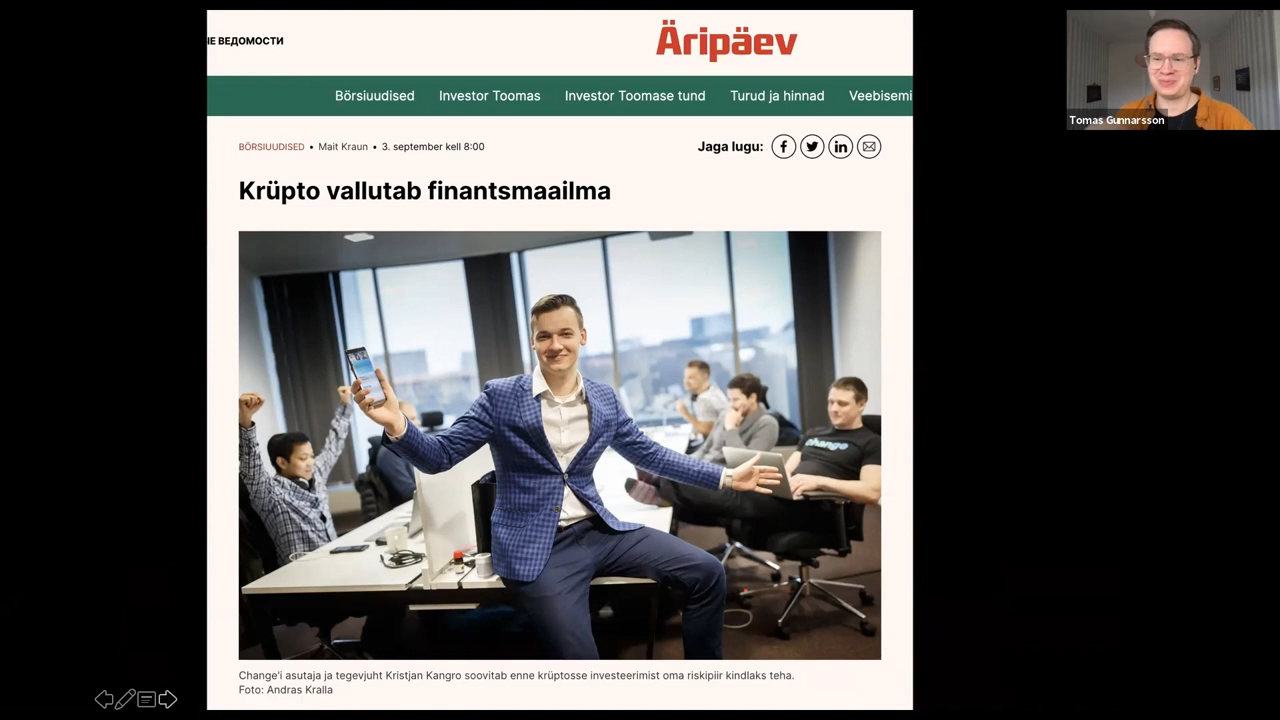 ІЕ ВЕДОМОСТИ
Äripäev
Börsiuudised Investor Toomas Investor Toomase tund Turud ja hinnad Veebisemi
BÖRSIUUDISED • Mait Kraun • 3. september kell 8:00
Jaga lugu:
Krüpto vallutab finantsmaailma
change
Change'i asutaja ja tegevjuht Kristjan Kangro soovitab enne krüptosse investeerimist oma riskipiir kindlaks teha.
Foto: Andras Kralla
Tomas Gunnarsson